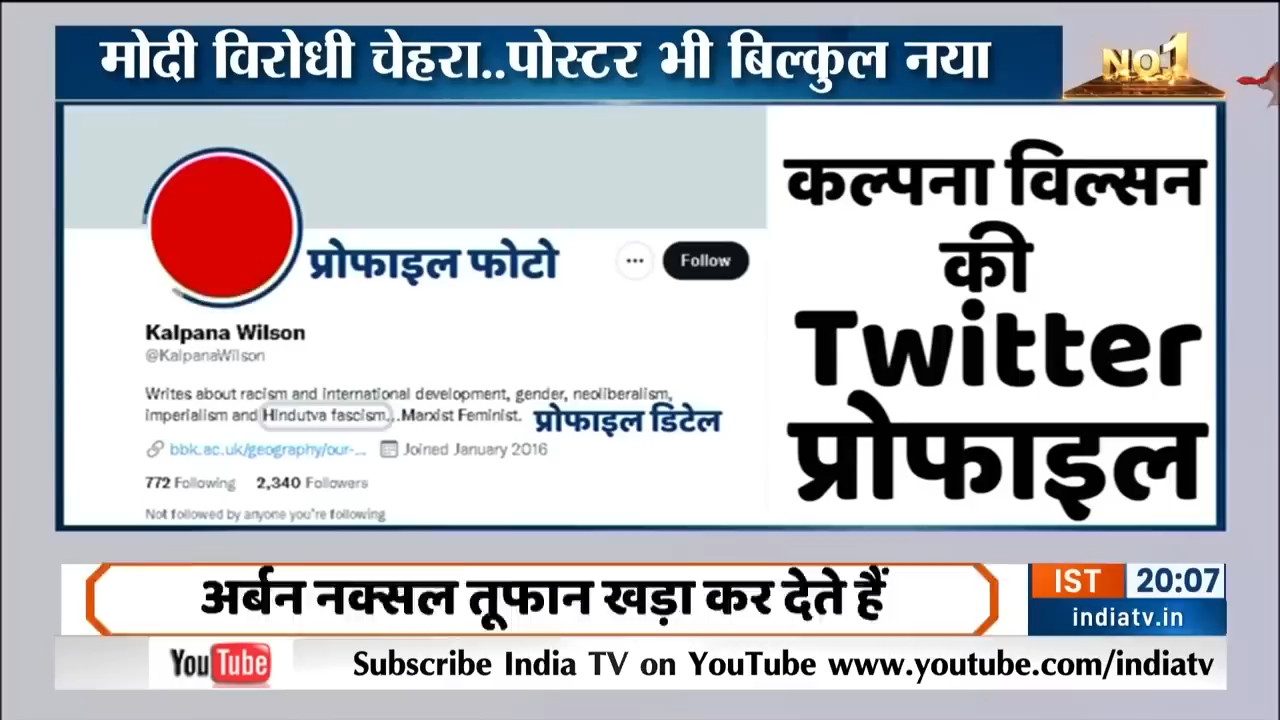 मोदी विरोधी चेहरा..पोस्टर भी बिल्कुल नया
NO.1
प्रोफाइल फोटो
Follow
Kalpana Wilson
@KalpanaWilson
Writes about racism and international development, gender, neoliberalism,
imperialism and Hindutva fascism...Marxist Feminist.
प्रोफाइल डिटेल
bbk.ac.uk/geography/our-...
Joined January 2016
772 Following 2,340 Followers
Not followed by anyone you're following
कल्पना विल्सन
की
Twitter
प्रोफाइल
अर्बन नक्सल तूफान खड़ा कर देते हैं
IST 20:07
indiatv.in
YouTube Subscribe India TV on YouTube www.youtube.com/indiatv